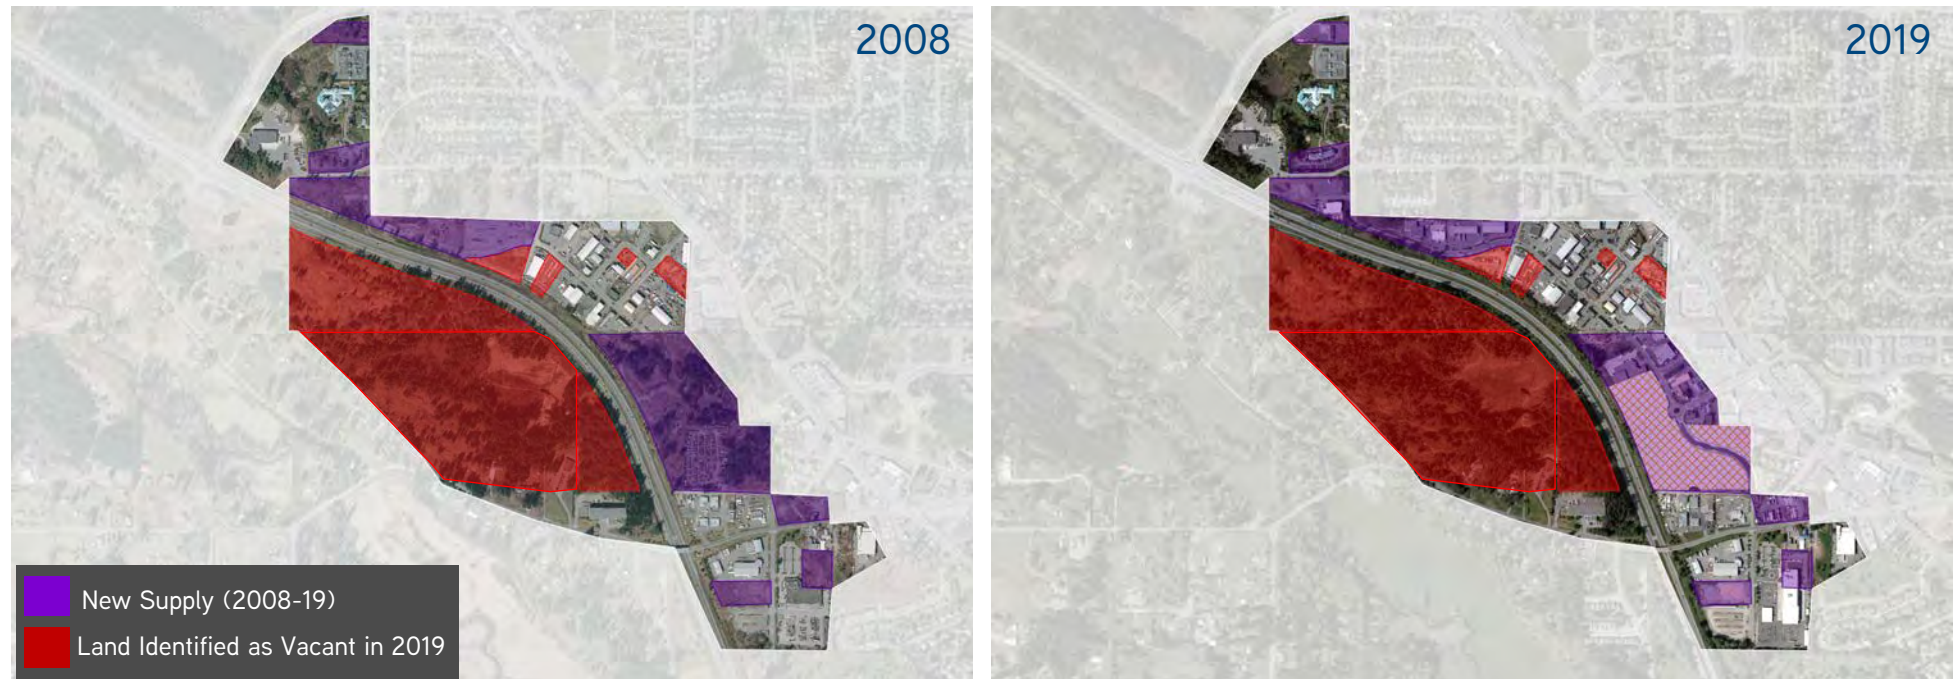 2008
2019
New Supply (2008-19)
Land Identified as Vacant in 2019